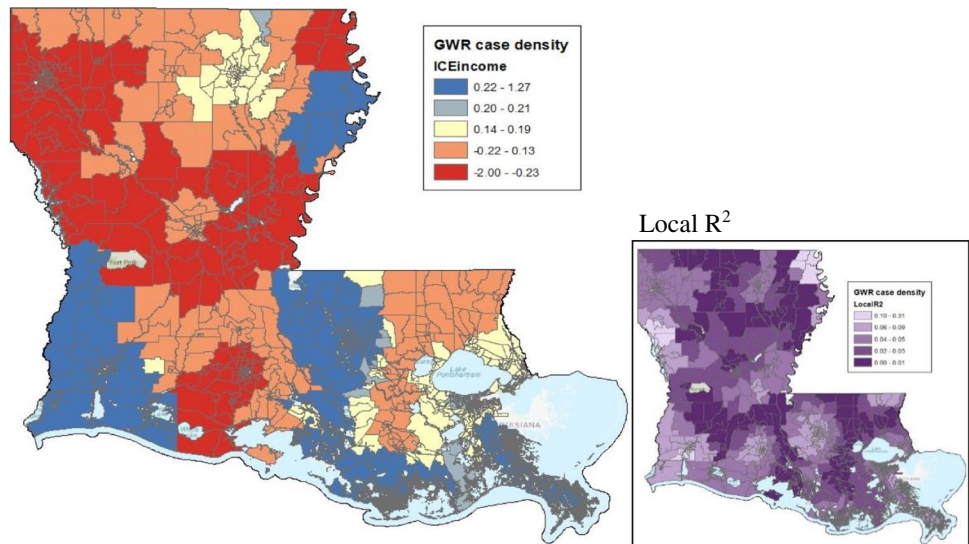 GWR case density
ICEincome
0.22 - 1.27
0.20 - 0.21
0.14 - 0.19
-0.22 - 0.13
-2.00 - -0.23
Local R²
GWR case density
LocalR2
0.10 - 0.31
0.06 - 0.09
0.04 - 0.05
0.02 - 0.03
0.00 - 0.01
Fort Polk
Lake
Pontchartrain
UISIANA